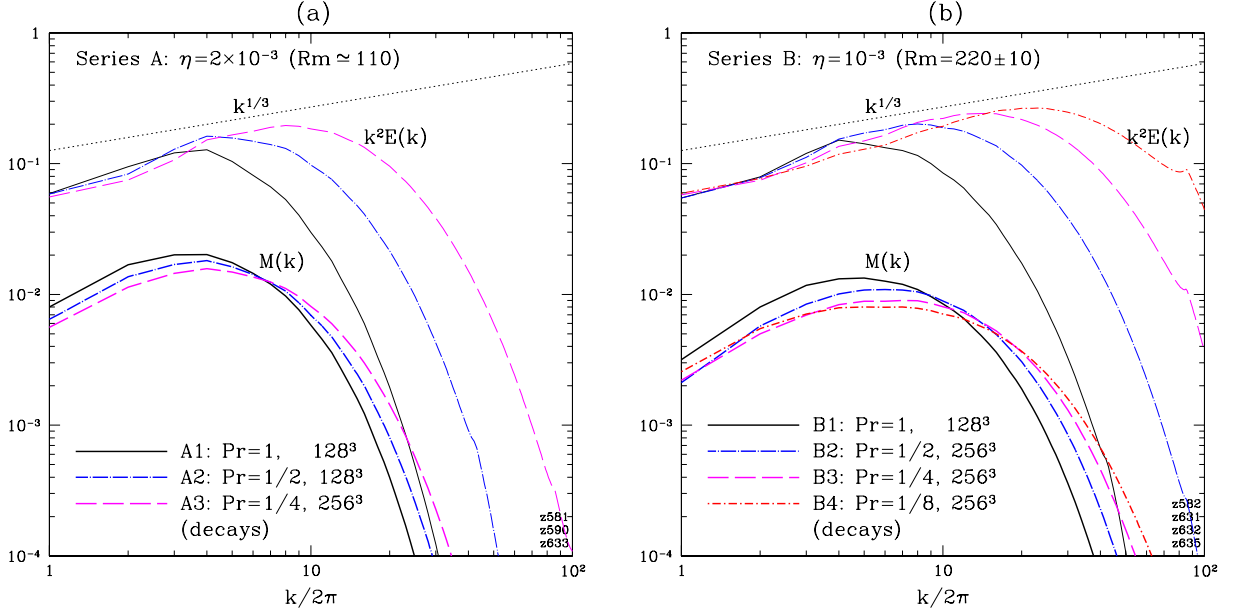 (a)
1
10⁻¹
10⁻²
10⁻³
10⁻⁴
Series A: η=2×10⁻³ (Rm≃110)
k^1/3
k²E(k)
M(k)
A1: Pr=1, 128³
A2: Pr=1/2, 128³
A3: Pr=1/4, 256³
(decays)
z581
z590
z633
1
10
10²
k/2π
(b)
1
10⁻¹
10⁻²
10⁻³
10⁻⁴
Series B: η=10⁻³ (Rm=220±10)
k^1/3
k²E(k)
M(k)
B1: Pr=1, 128³
B2: Pr=1/2, 256³
B3: Pr=1/4, 256³
B4: Pr=1/8, 256³
(decays)
z582
z631
z632
z635
1
10
10²
k/2π